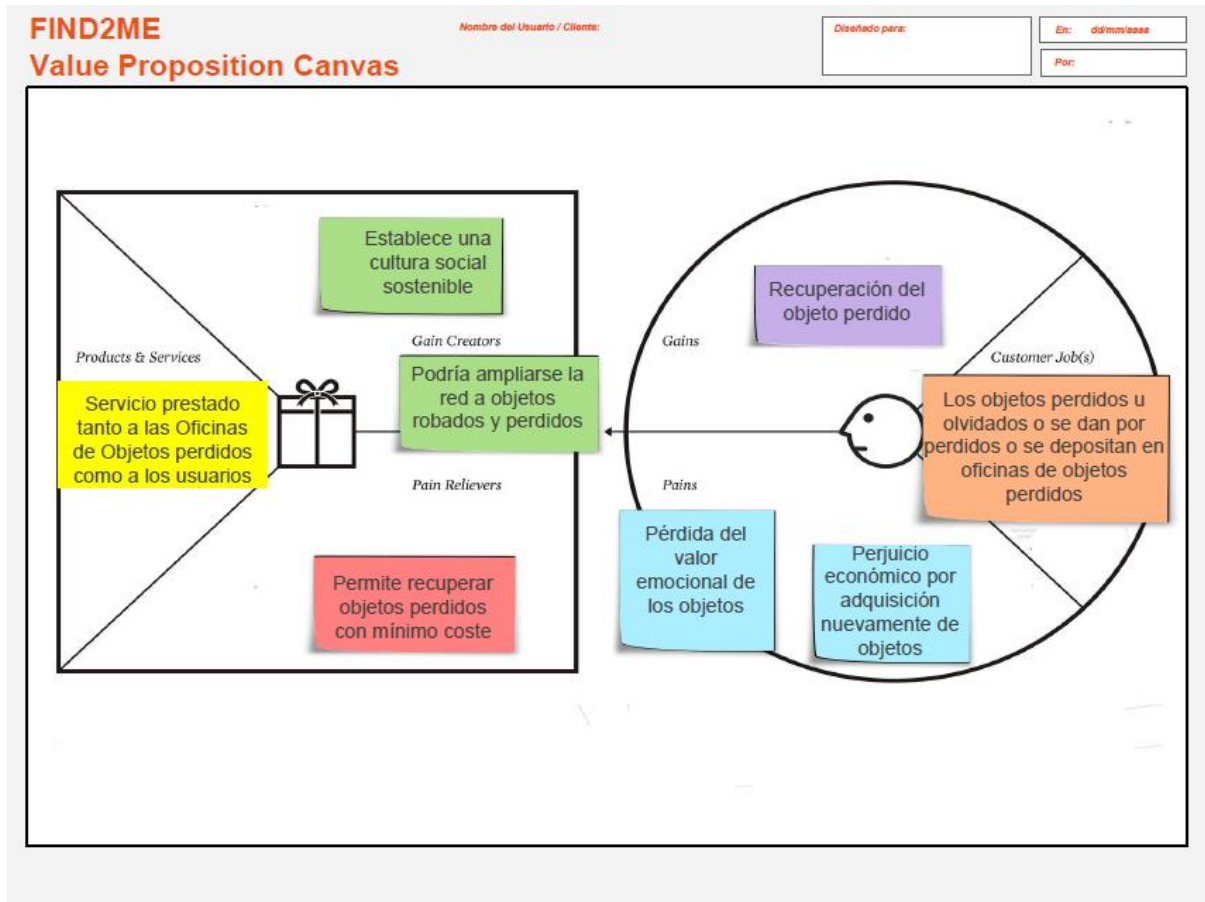 FIND2ME
Value Proposition Canvas
Nombre del Usuario / Cliente:
Diseñado para:
En: dd/mm/aaaa
Por:
Establece una
cultura social
sostenible
Gain Creators
Products & Services
Podría ampliarse la
red a objetos
robados y perdidos
Servicio prestado
tanto a las Oficinas
de Objetos perdidos
como a los usuarios
Pain Relievers
Permite recuperar
objetos perdidos
con mínimo coste
Recuperación del
objeto perdido
Gains
Customer Job(s)
Los objetos perdidos u
olvidados o se dan por
perdidos o se depositan en
oficinas de objetos
perdidos
Pains
Pérdida del
valor
emocional de
los objetos
Perjuicio
económico por
adquisición
nuevamente de
objetos